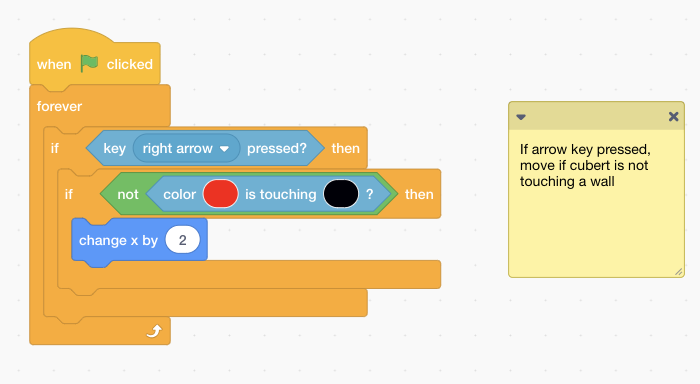 when clicked
forever
if key right arrow pressed? then
if not color is touching ? then
change x by 2
If arrow key pressed,
move if cubert is not
touching a wall